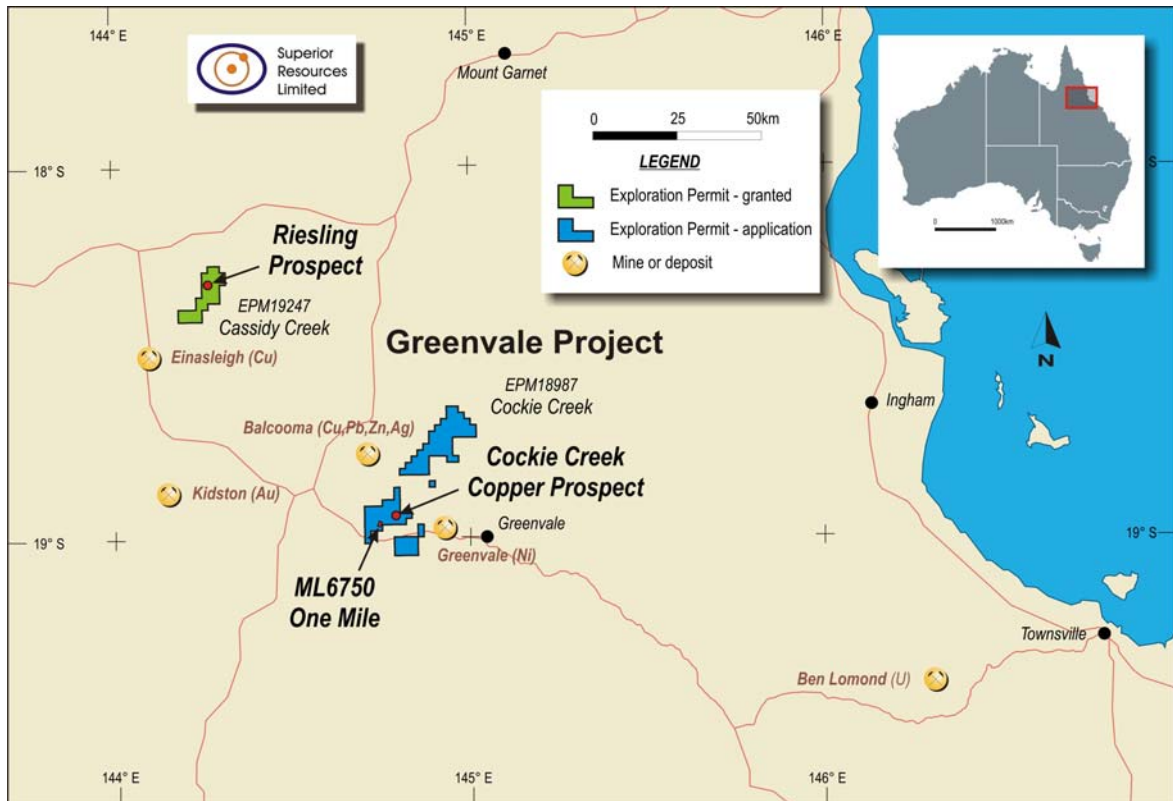 144° E
145° E
146° E
Superior
Resources
Limited
Mount Garnet
0 25 50km
LEGEND
Exploration Permit - granted
Exploration Permit - application
Mine or deposit
0 1000km
18° S
° S
Riesling
Prospect
EPM19247
Cassidy Creek
Einasleigh (Cu)
Greenvale Project
N
EPM18987
Cockie Creek
Ingham
Balcooma (Cu,Pb,Zn,Ag)
Cockie Creek
Copper Prospect
Kidston (Au)
Greenvale
19° S
19° S
Greenvale (Ni)
ML6750
One Mile
Townsville
Ben Lomond (U)
144° E
145° E
146° E